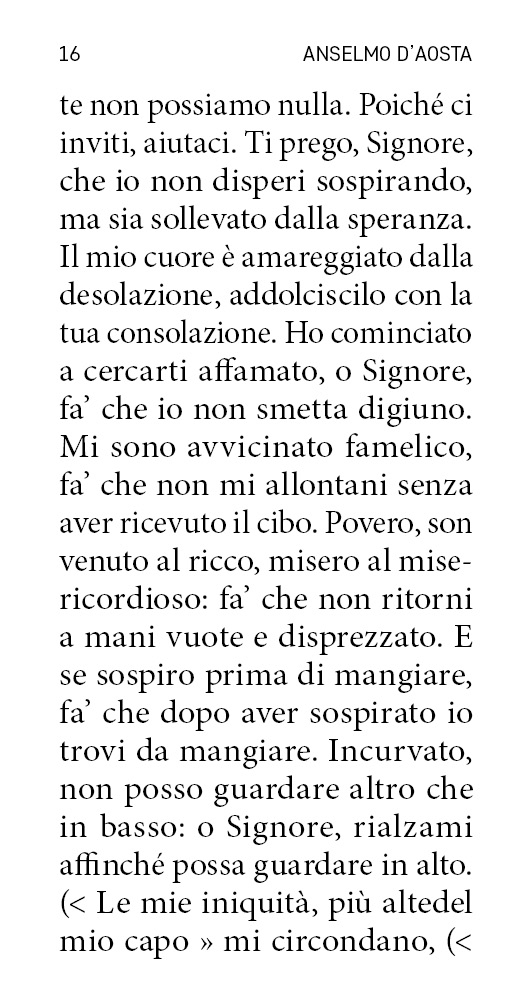 16 ANSELMO D'AOSTA
te non possiamo nulla. Poiché ci
inviti, aiutaci. Ti prego, Signore,
che io non disperi sospirando,
ma sia sollevato dalla speranza.
Il mio cuore è amareggiato dalla
desolazione, addolciscilo con la
tua consolazione. Ho cominciato
a cercarti affamato, o Signore,
fa’ che io non smetta digiuno.
Mi sono avvicinato famelico,
fa’ che non mi allontani senza
aver ricevuto il cibo. Povero, son
venuto al ricco, misero al mise-
ricordioso: fa’ che non ritorni
a mani vuote e disprezzato. E
se sospiro prima di mangiare,
fa’ che dopo aver sospirato io
trovi da mangiare. Incurvato,
non posso guardare altro che
in basso: o Signore, rialzami
affinché possa guardare in alto.
(< Le mie iniquità, più altedel
mio capo » mi circondano, (<